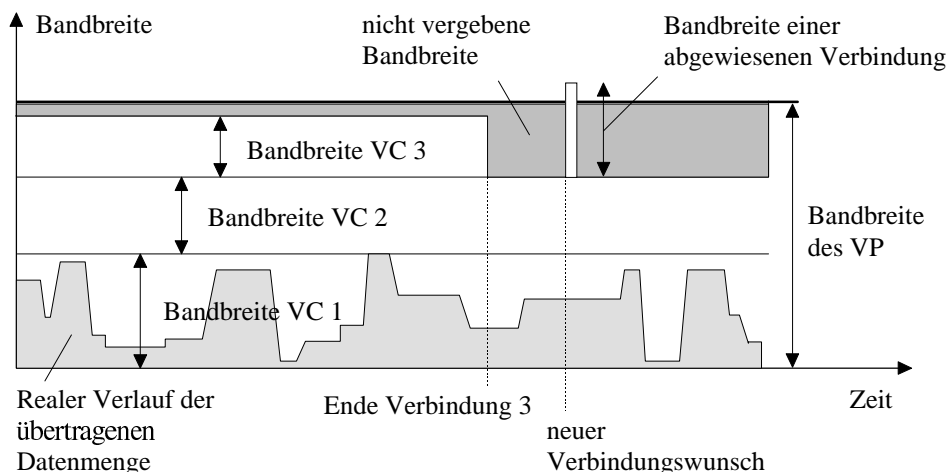 Bandbreite
nicht vergebene
Bandbreite
Bandbreite einer
abgewiesenen Verbindung
Bandbreite VC 3
Bandbreite VC 2
Bandbreite
des VP
Bandbreite VC 1
Realer Verlauf der
übertragenen
Datenmenge
Ende Verbindung 3
neuer
Verbindungswunsch
Zeit